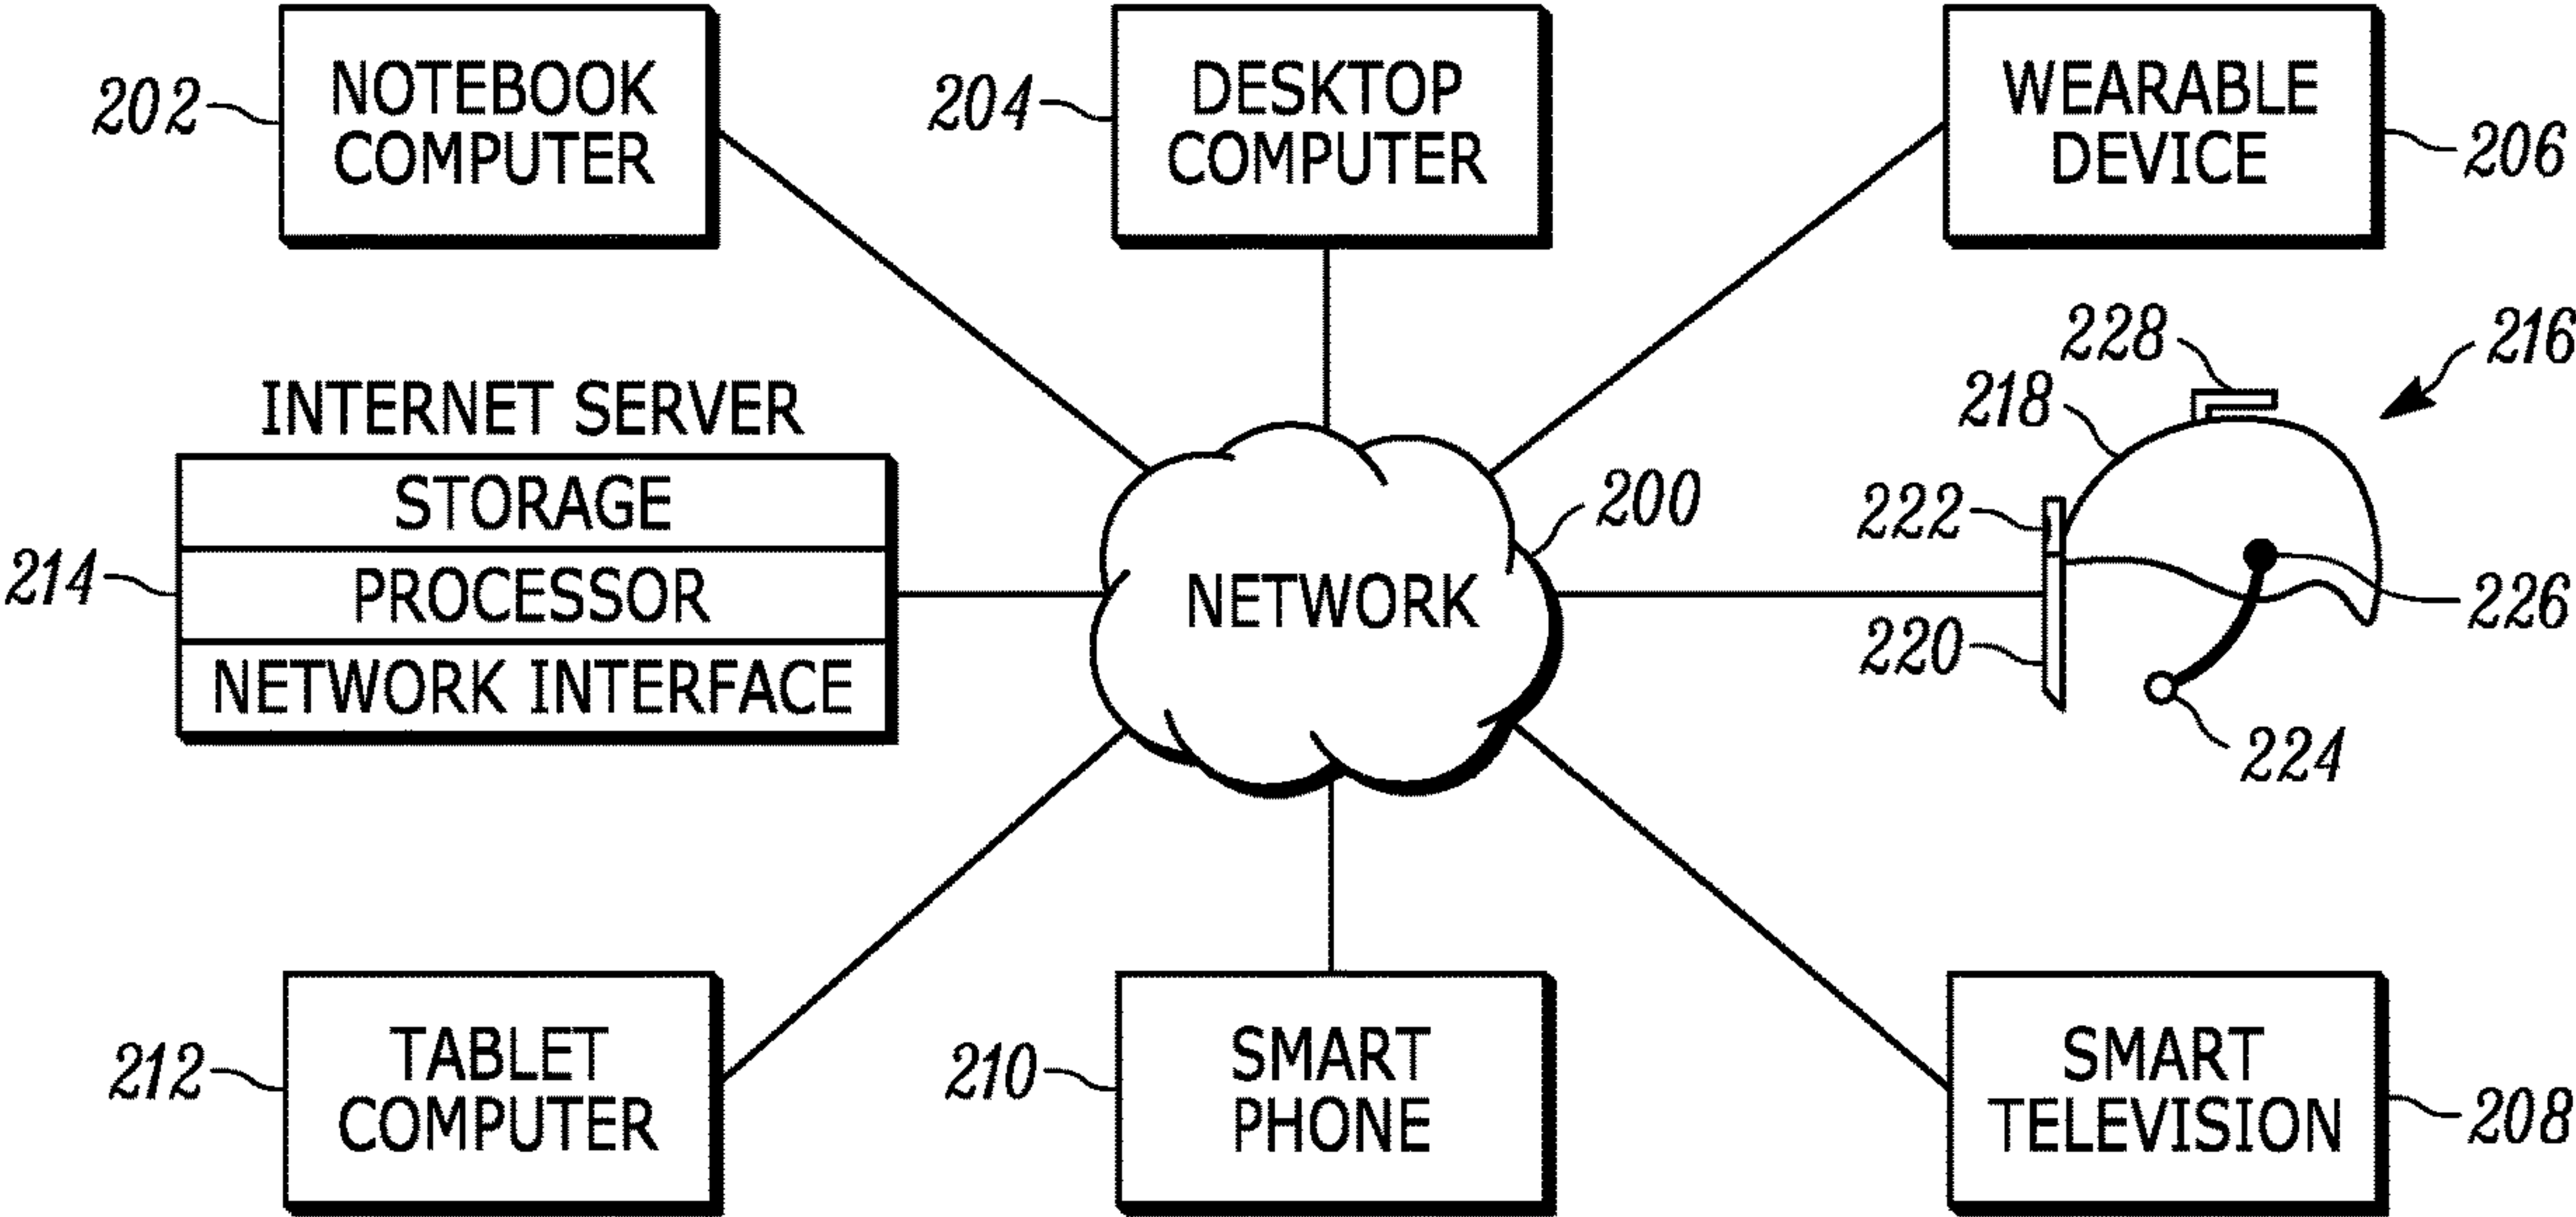 202
NOTEBOOK
COMPUTER
204
DESKTOP
COMPUTER
WEARABLE
DEVICE
206
INTERNET SERVER
214
STORAGE
PROCESSOR
NETWORK INTERFACE
NETWORK
200
228
216
218
222
226
220
224
212
TABLET
COMPUTER
210
SMART
PHONE
SMART
TELEVISION
208